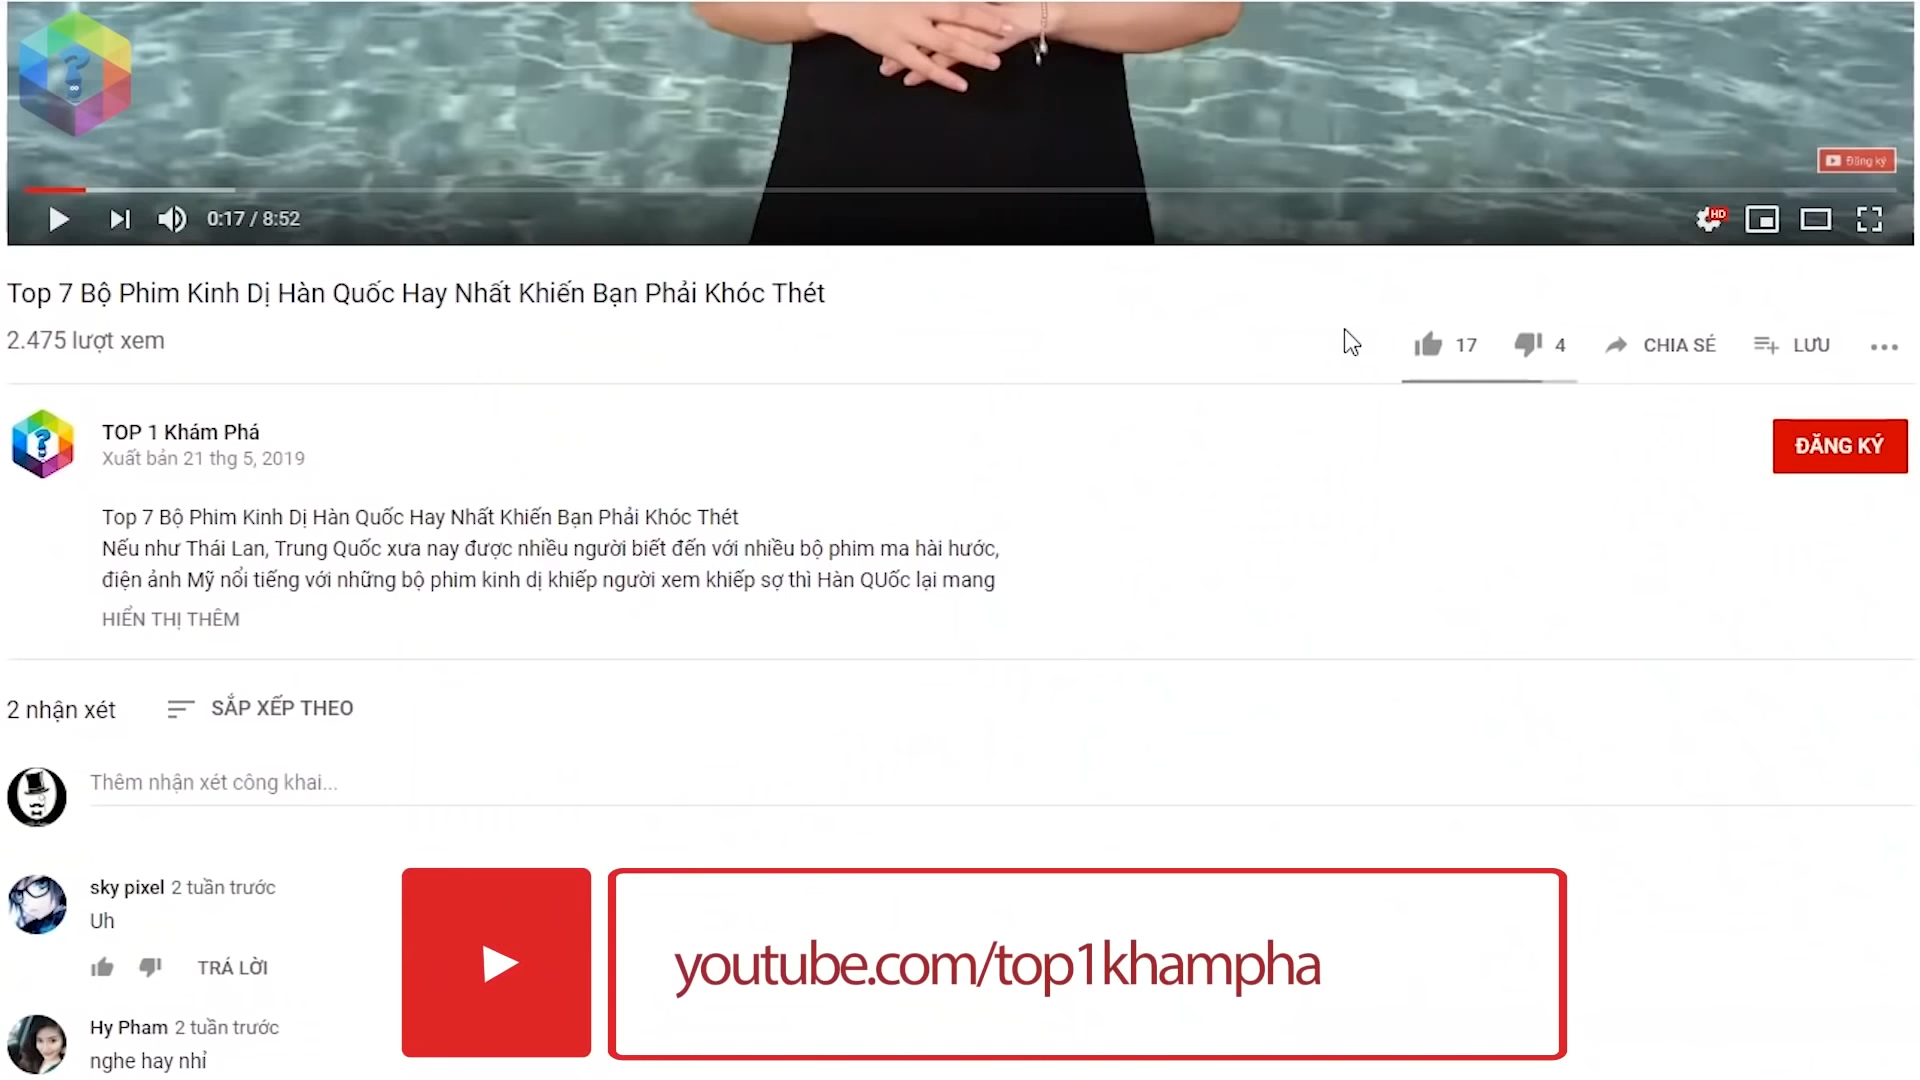 Đăng ký
0:17 / 8:52
HD
Top 7 Bộ Phim Kinh Dị Hàn Quốc Hay Nhất Khiến Bạn Phải Khóc Thét
2.475 lượt xem
17
4
CHIA SẺ
LƯU
TOP 1 Khám Phá
Xuất bản 21 thg 5, 2019
ĐĂNG KÝ
Top 7 Bộ Phim Kinh Dị Hàn Quốc Hay Nhất Khiến Bạn Phải Khóc Thét
Nếu như Thái Lan, Trung Quốc xưa nay được nhiều người biết đến với nhiều bộ phim ma hài hước,
điện ảnh Mỹ nổi tiếng với những bộ phim kinh dị khiếp người xem khiếp sợ thì Hàn QUốc lại mang
HIỂN THỊ THÊM
2 nhận xét
SẮP XẾP THEO
Thêm nhận xét công khai...
sky pixel 2 tuần trước
Uh
TRẢ LỜI
Hy Pham 2 tuần trước
nghe hay nhỉ
youtube.com/top1khampha